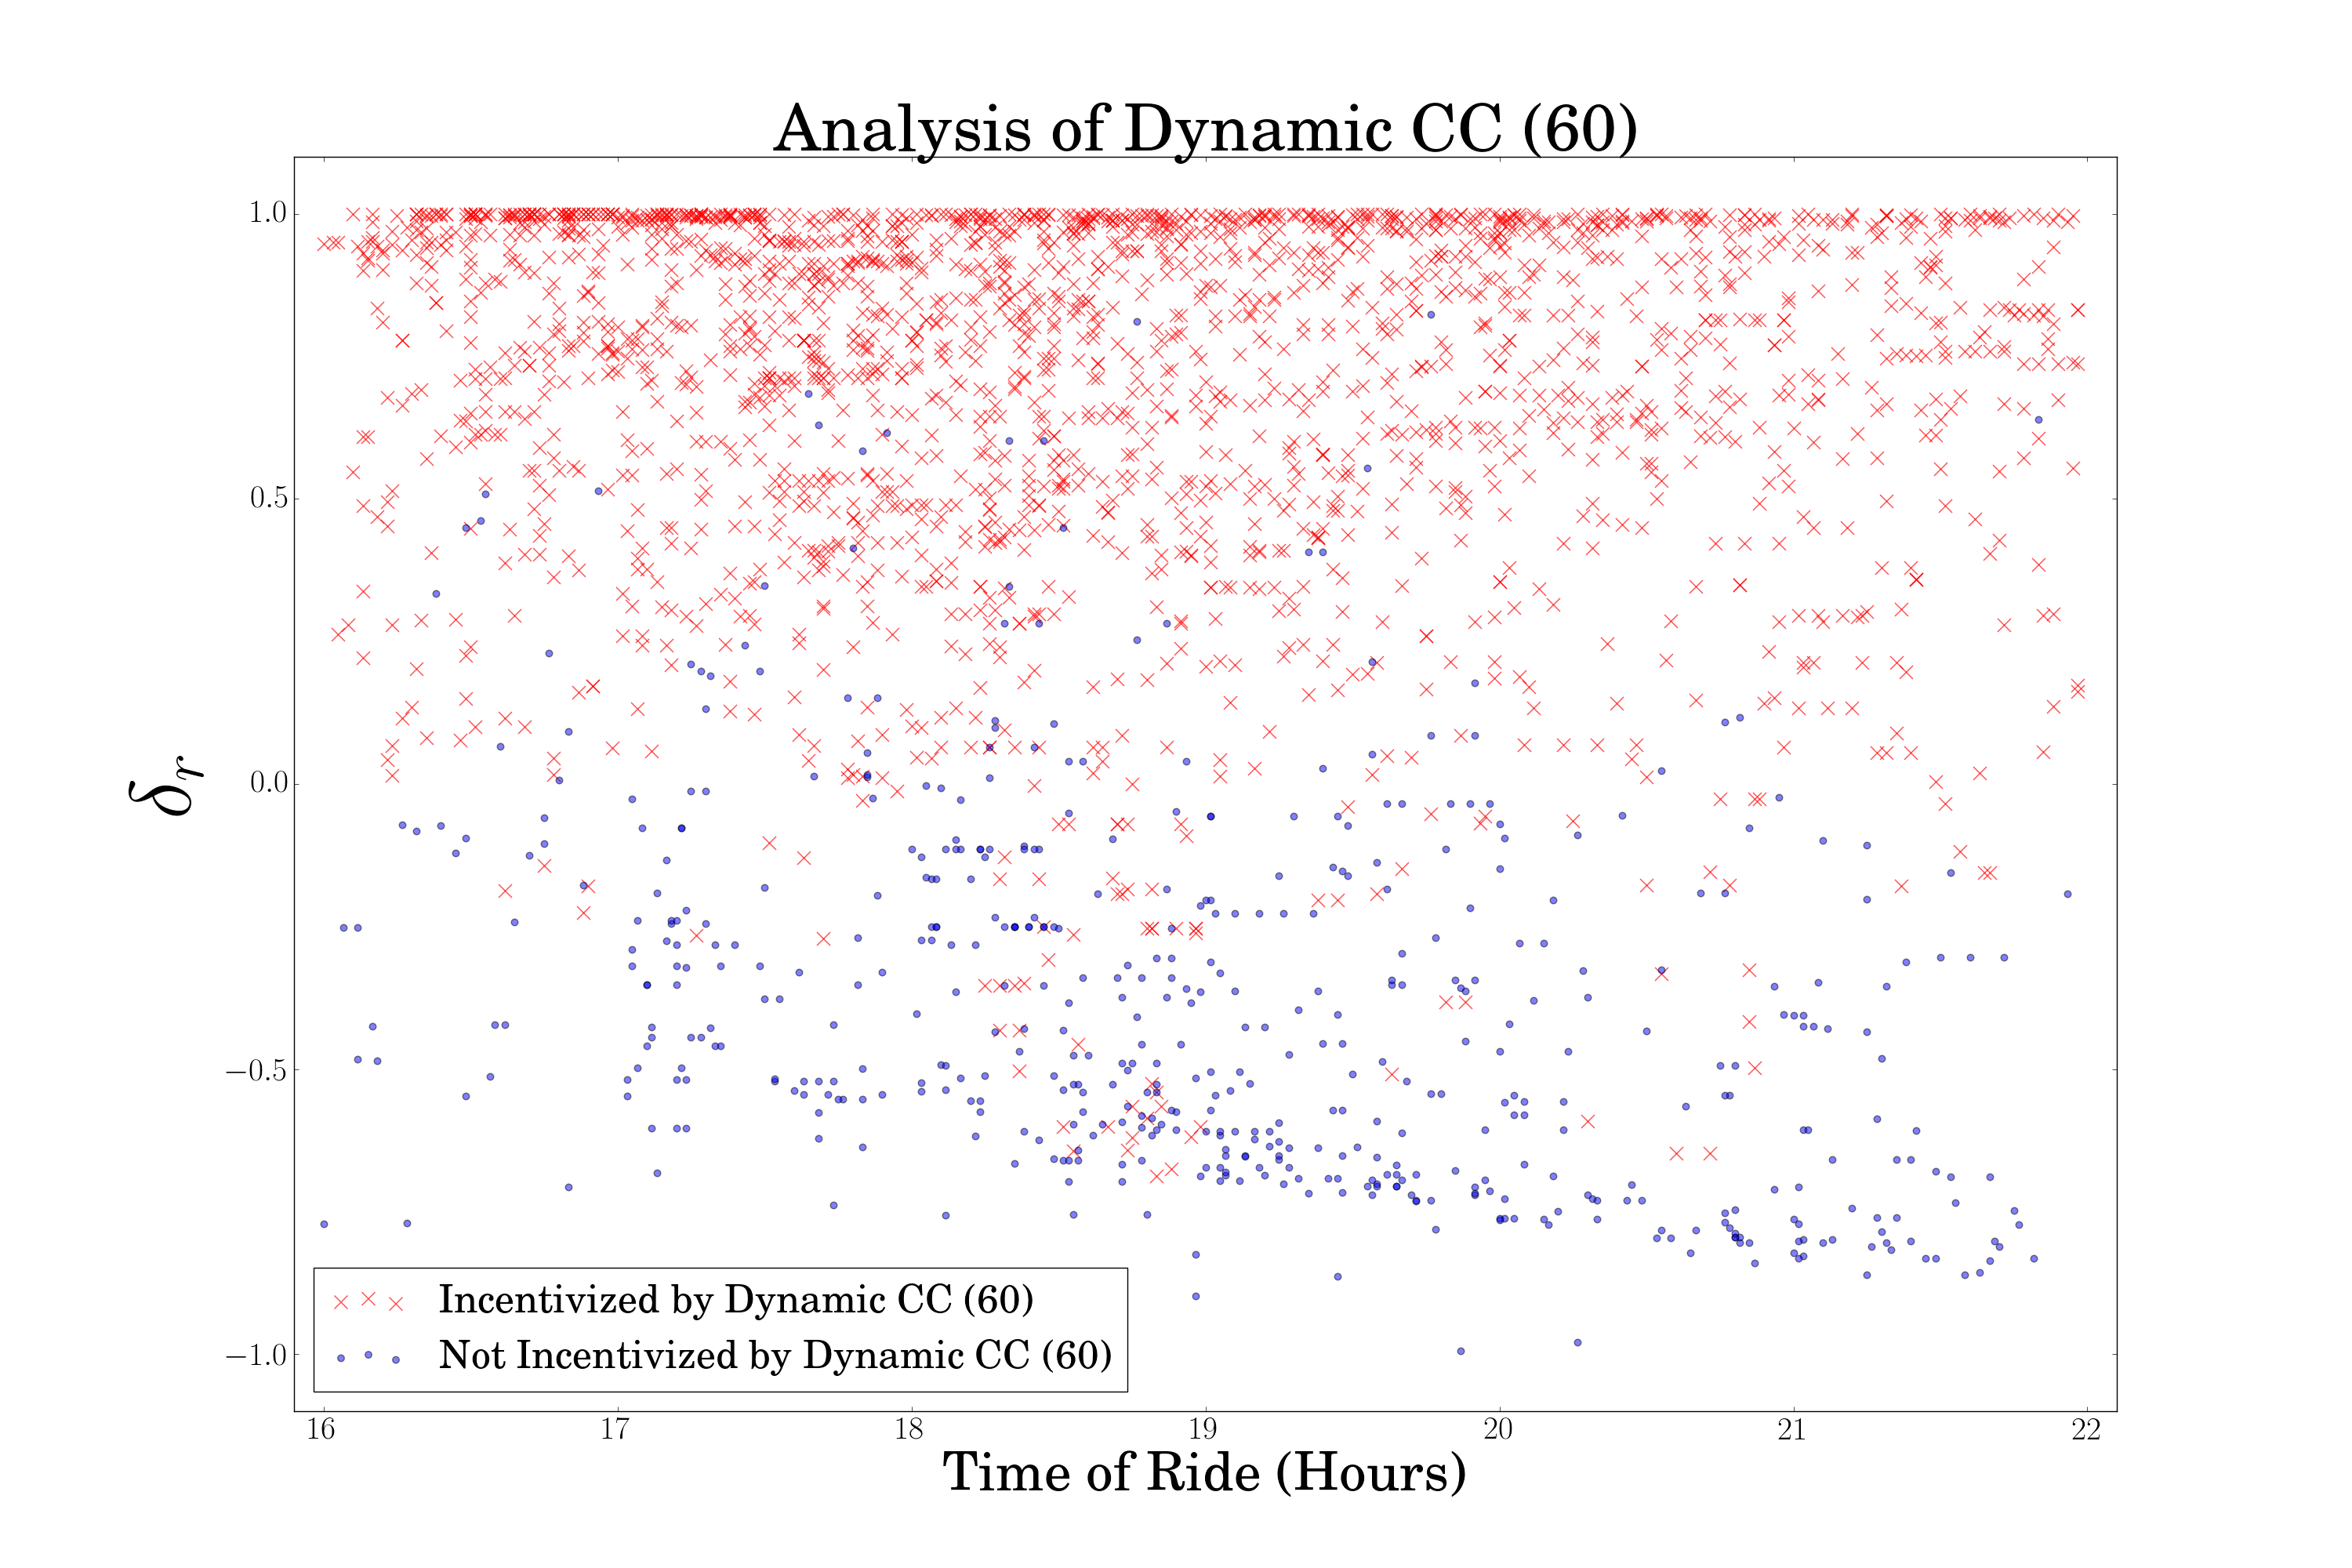 Analysis of Dynamic CC (60)
δr
1.0
0.5
0.0
−0.5
−1.0
Incentivized by Dynamic CC (60)
Not Incentivized by Dynamic CC (60)
16 17 18 19 20 21 22
Time of Ride (Hours)